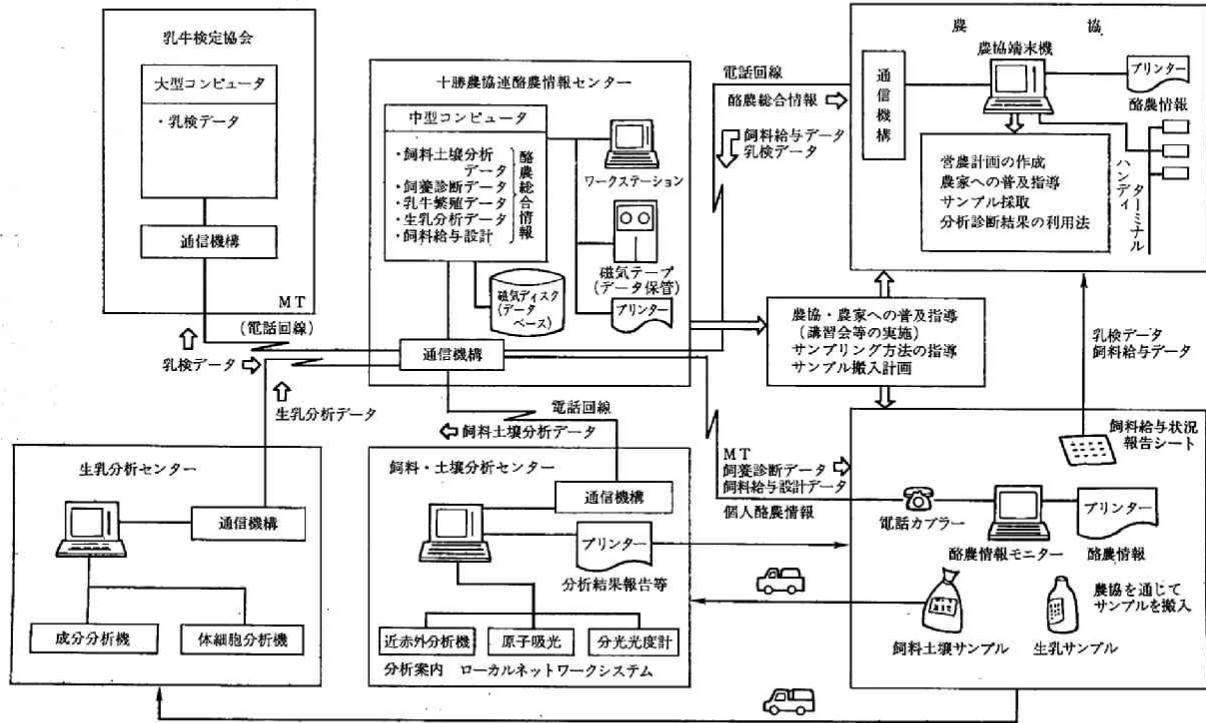 乳牛検定協会
大型コンピュータ
・乳検データ
通信機構
MT
(電話回線)
乳検データ
生乳分析データ
十勝農協連酪農情報センター
中型コンピュータ
・飼料土壌分析
データ
・飼養診断データ
・乳牛繁殖データ
・生乳分析データ
・飼料給与設計
酪農総合情報
ワークステーション
磁気テープ
(データ保管)
磁気ディスク
(データ
ベース)
プリンター
通信機構
電話回線
飼料土壌分析データ
電話回線
酪農総合情報
飼料給与データ
乳検データ
農協
農協端末機
通信機構
プリンター
酪農情報
ハンディ
ターミナル
営農計画の作成
農家への普及指導
サンプル採取
分析診断結果の利用法
農協・農家への普及指導
(講習会等の実施)
サンプリング方法の指導
サンプル搬入計画
乳検データ
飼料給与データ
生乳分析センター
通信機構
成分分析機
体細胞分析機
飼料・土壌分析センター
通信機構
プリンター
分析結果報告等
近赤外分析機
原子吸光
分光光度計
分析案内 ローカルネットワークシステム
MT
飼養診断データ
飼料給与設計データ
個人酪農情報
飼料給与状況
報告シート
電話カプラー
酪農情報モニター
プリンター
酪農情報
農協を通じて
サンプルを搬入
飼料土壌サンプル
生乳サンプル